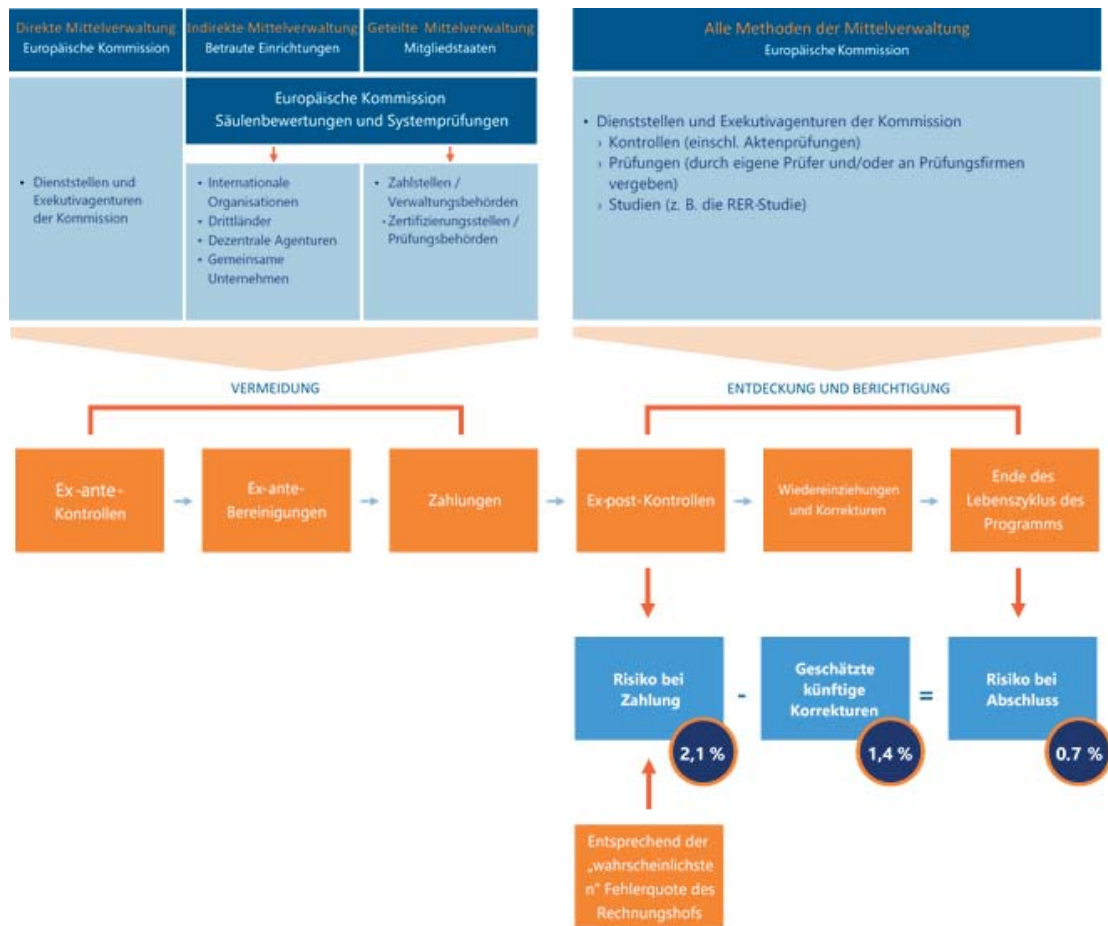 Direkte Mittelverwaltung
Europäische Kommission
Indirekte Mittelverwaltung
Betraute Einrichtungen
Geteilte Mittelverwaltung
Mitgliedstaaten
Europäische Kommission
Säulenbewertungen und Systemprüfungen
• Dienststellen und
Exekutivagenturen
der Kommission
• Internationale
Organisationen
• Drittländer
• Dezentrale Agenturen
• Gemeinsame
Unternehmen
• Zahlstellen /
Verwaltungsbehörden
-Zertifizierungsstellen /
Prüfungsbehörden
Alle Methoden der Mittelverwaltung
Europäische Kommission
• Dienststellen und Exekutivagenturen der Kommission
› Kontrollen (einschl. Aktenprüfungen)
› Prüfungen (durch eigene Prüfer und/oder an Prüfungsfirmen
vergeben)
› Studien (z. B. die RER-Studie)
VERMEIDUNG
ENTDECKUNG UND BERICHTIGUNG
Ex-ante-
Kontrollen
Ex-ante-
Bereinigungen
Zahlungen
Ex-post-Kontrollen
Wiedereinziehungen
und Korrekturen
Ende des
Lebenszyklus des
Programms
Risiko bei
Zahlung
2,1 %
-
Geschätzte
künftige
Korrekturen
1,4 %
=
Risiko bei
Abschluss
0.7 %
Entsprechend der
„wahrscheinlichste
n" Fehlerquote des
Rechnungshofs